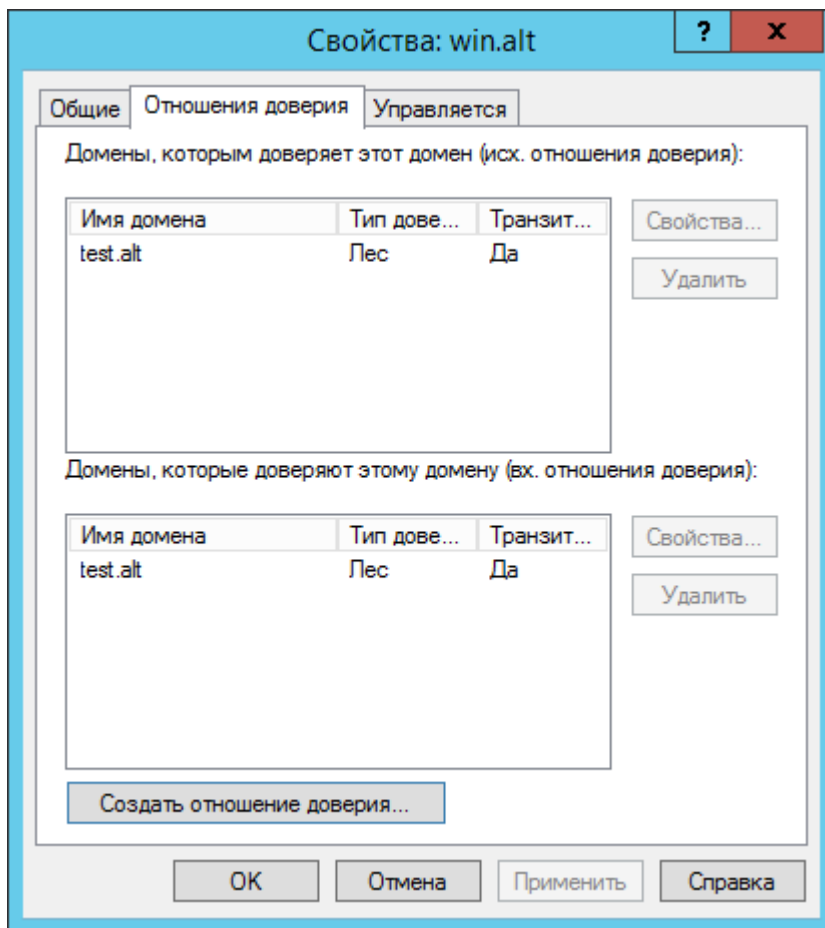 Свойства: win.alt
?
x
Общие Отношения доверия Управляется
Домены, которым доверяет этот домен (исх. отношения доверия):
Имя домена Тип дове... Транзит...
test.alt Лес Да
Свойства...
Удалить
Домены, которые доверяют этому домену (вх. отношения доверия):
Имя домена Тип дове... Транзит...
test.alt Лес Да
Свойства...
Удалить
Создать отношение доверия...
OK Отмена Применить Справка